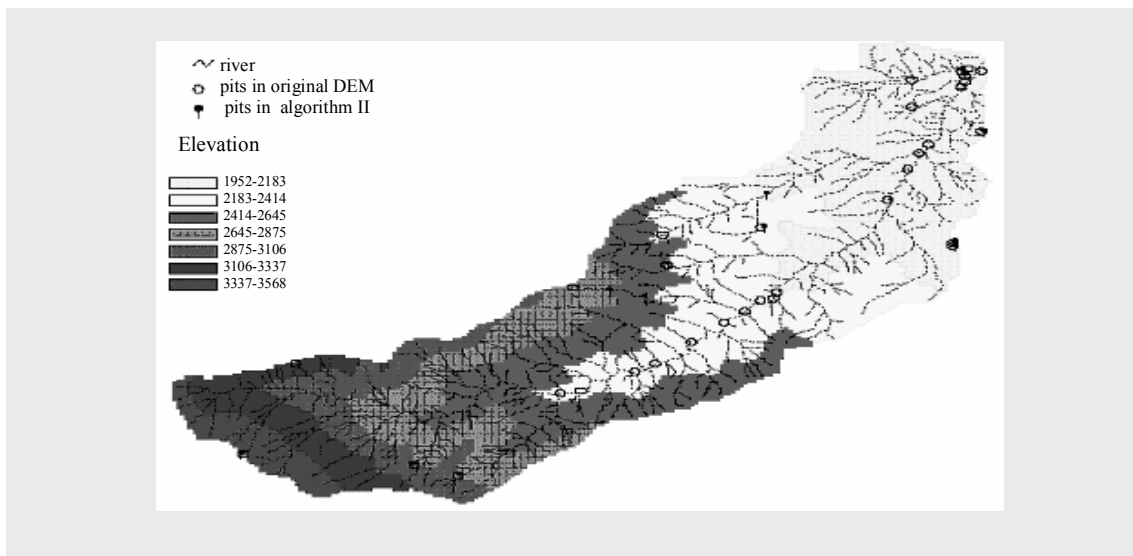 river
pits in original DEM
pits in algorithm II
Elevation
1952-2183
2183-2414
2414-2645
2645-2875
2875-3106
3106-3337
3337-3568